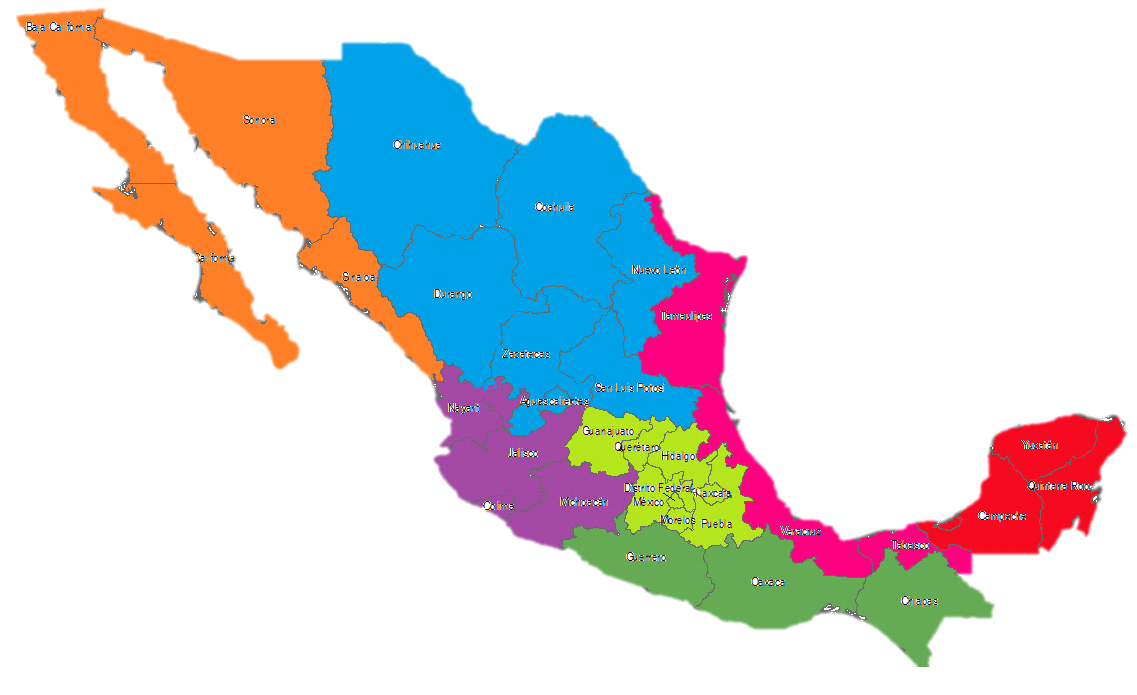 Baja California
Sonora
Chihuahua
Coahuila
California
Sinaloa
Nuevo León
Durango
Tamaulipas
Zacatecas
San Luis Potosí
Aguascalientes
Nayarit
Guanajuato
Querétaro
Hidalgo
Jalisco
Yucatán
Distrito Federal
Tlaxcala
Quintana Roo
México
Michoacán
Colima
Morelos
Puebla
Campeche
Veracruz
Tabasco
Guerrero
Oaxaca
Chiapas